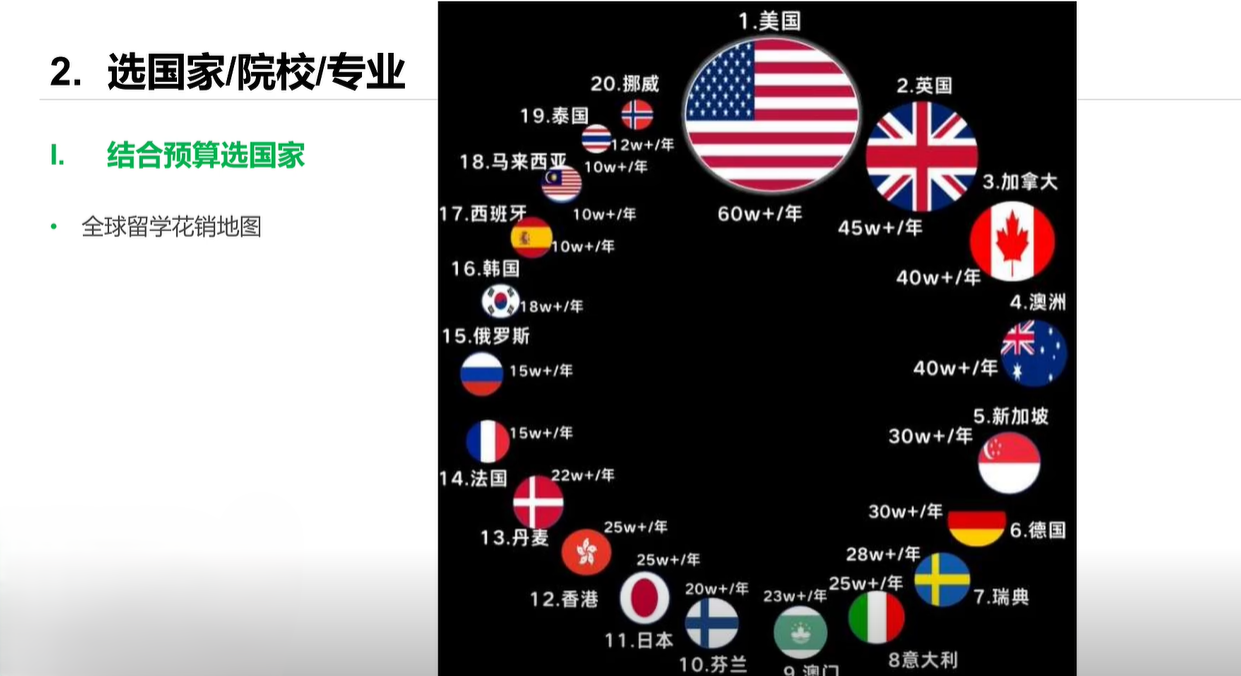 2. 选国家/院校/专业
I. 结合预算选国家
• 全球留学花销地图
1.美国
60w+/年
2.英国
45w+/年
3.加拿大
40w+/年
4.澳洲
40w+/年
5.新加坡
30w+/年
30w+/年
6.德国
28w+/年
7.瑞典
25w+/年
8意大利
23w+/年
9.澳门
20w+/年
10.芬兰
25w+/年
11.日本
25w+/年
12.香港
22w+/年
13.丹麦
15w+/年
14.法国
15.俄罗斯
15w+/年
16.韩国
18w+/年
17.西班牙
10w+/年
18.马来西亚
10w+/年
19.泰国
10w+/年
20.挪威
12w+/年